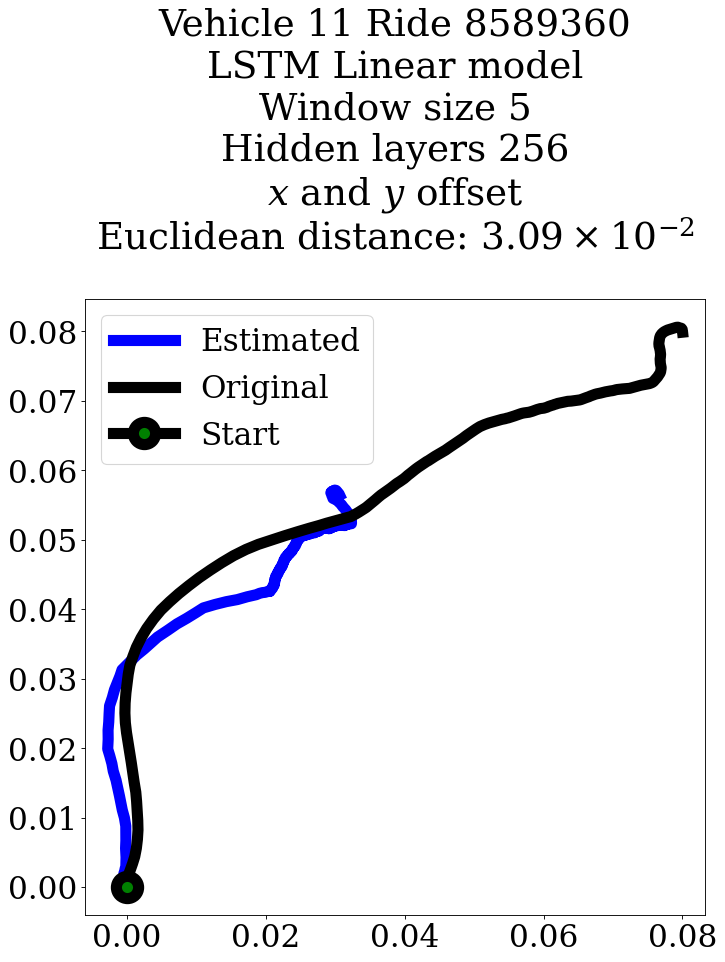 Vehicle 11 Ride 8589360
LSTM Linear model
Window size 5
Hidden layers 256
x and y offset
Euclidean distance: 3.09 × 10⁻²
Estimated
Original
Start
0.08
0.07
0.06
0.05
0.04
0.03
0.02
0.01
0.00
0.00 0.02 0.04 0.06 0.08